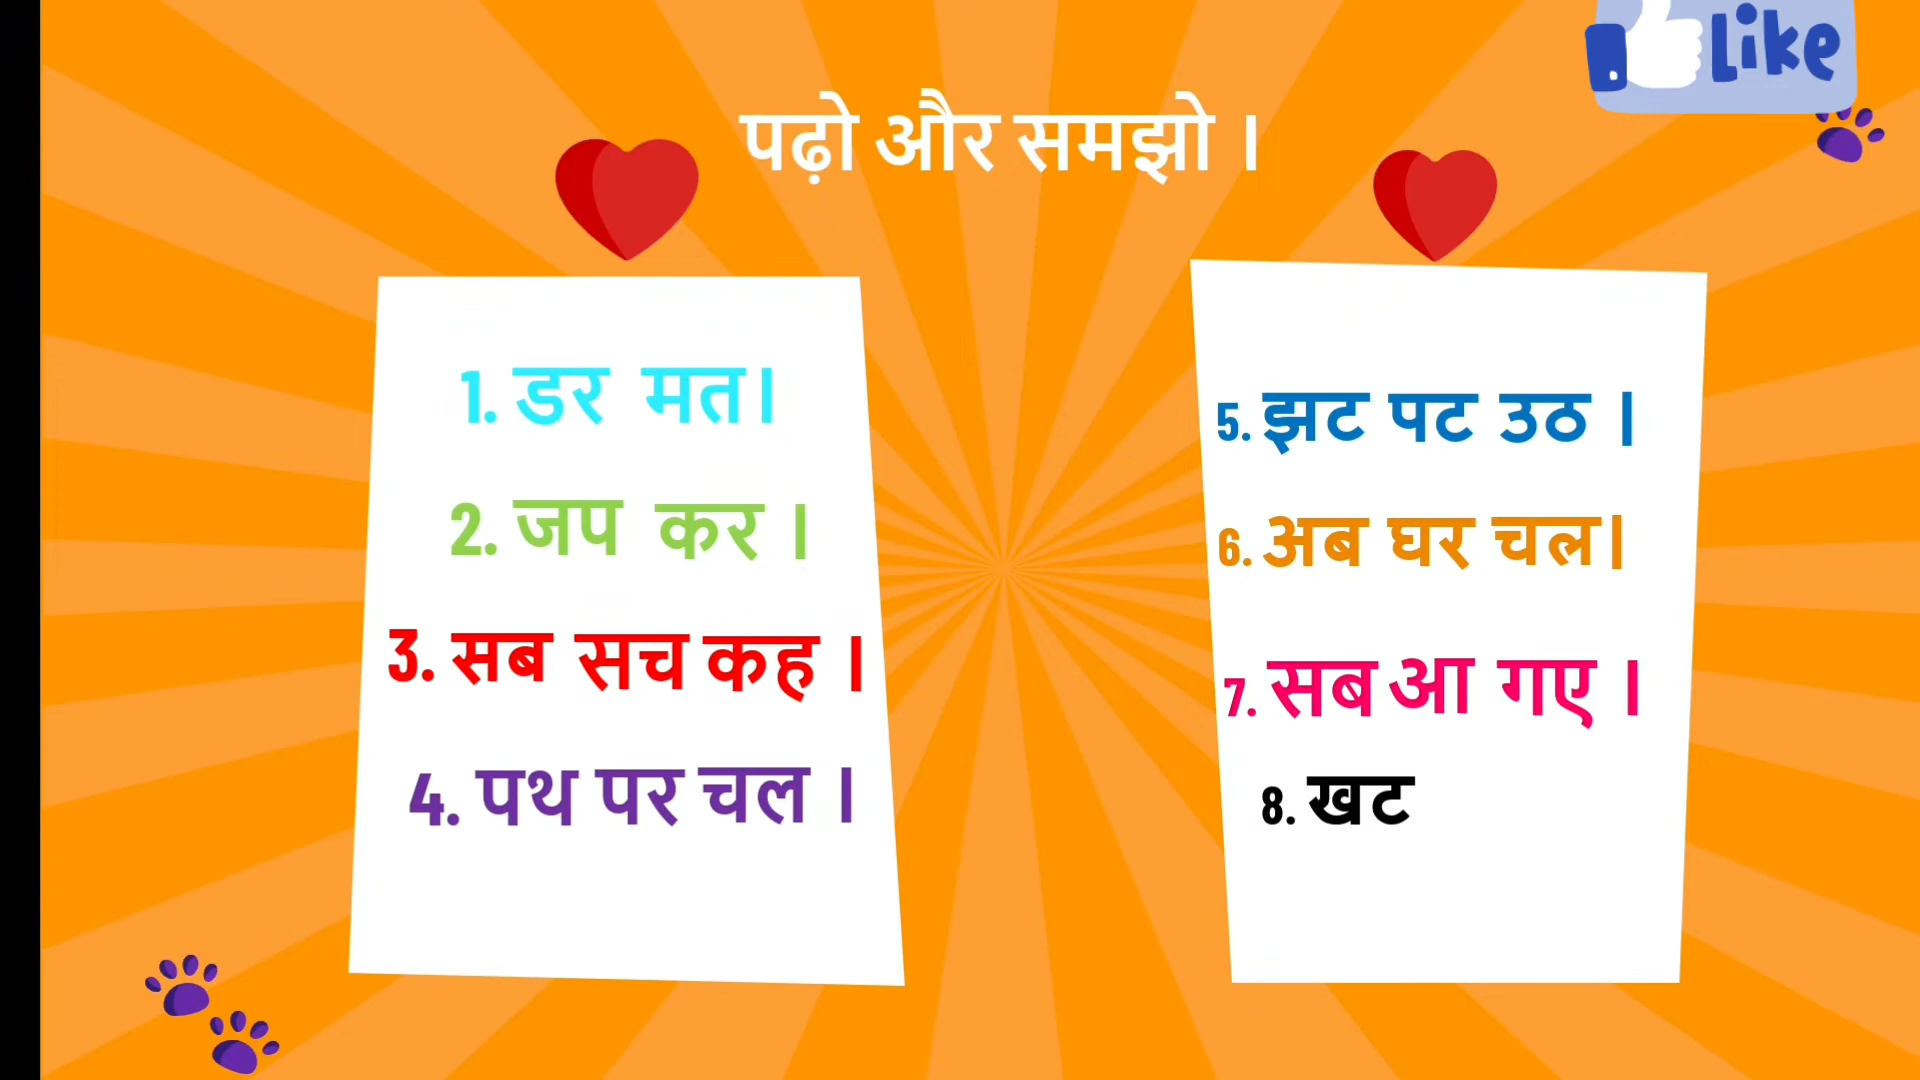 Like
पढ़ो और समझो ।
1. डर मत।
2. जप कर ।
3. सब सच कह ।
4. पथ पर चल ।
5. झट पट उठ ।
6. अब घर चल।
7. सब आ गए ।
8. खट